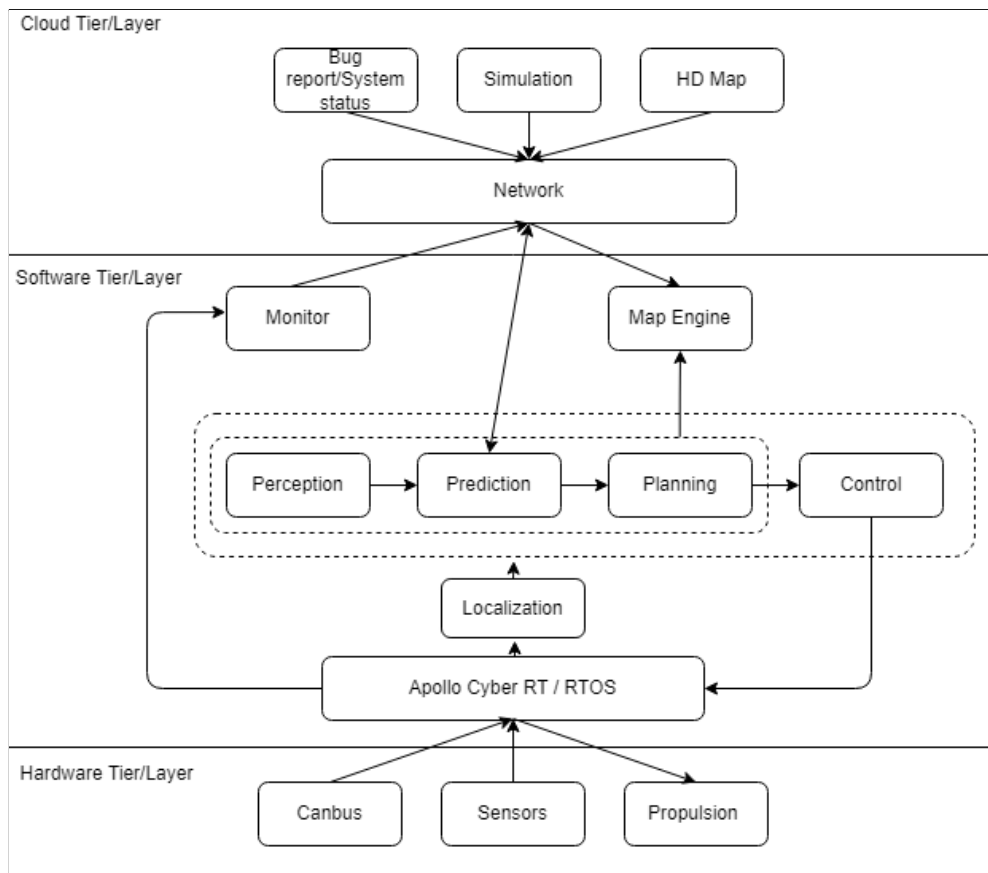 Cloud Tier/Layer
Bug
report/System
status
Simulation
HD Map
Network
Software Tier/Layer
Monitor
Map Engine
Perception
Prediction
Planning
Control
Localization
Apollo Cyber RT / RTOS
Hardware Tier/Layer
Canbus
Sensors
Propulsion